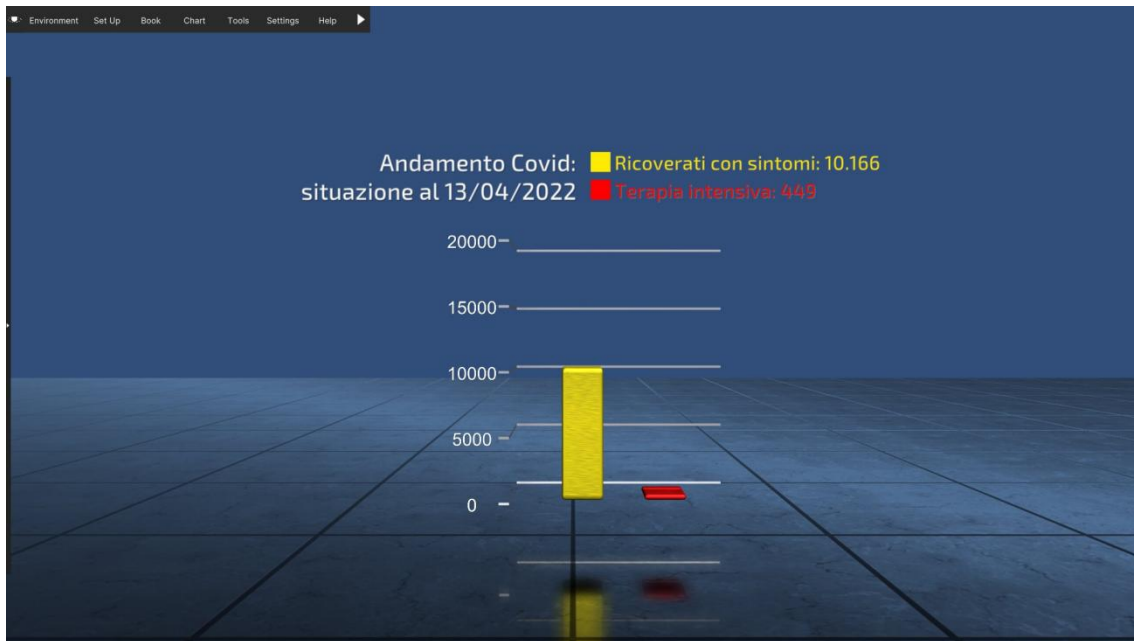 Environment Set Up Book Chart Tools Settings Help
Andamento Covid:
situazione al 13/04/2022
Ricoverati con sintomi: 10.166
Terapia intensiva: 449
20000
15000
10000
5000
0